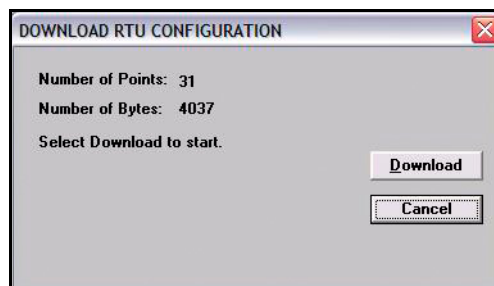 DOWNLOAD RTU CONFIGURATION
Number of Points: 31
Number of Bytes: 4037
Select Download to start.
Download
Cancel